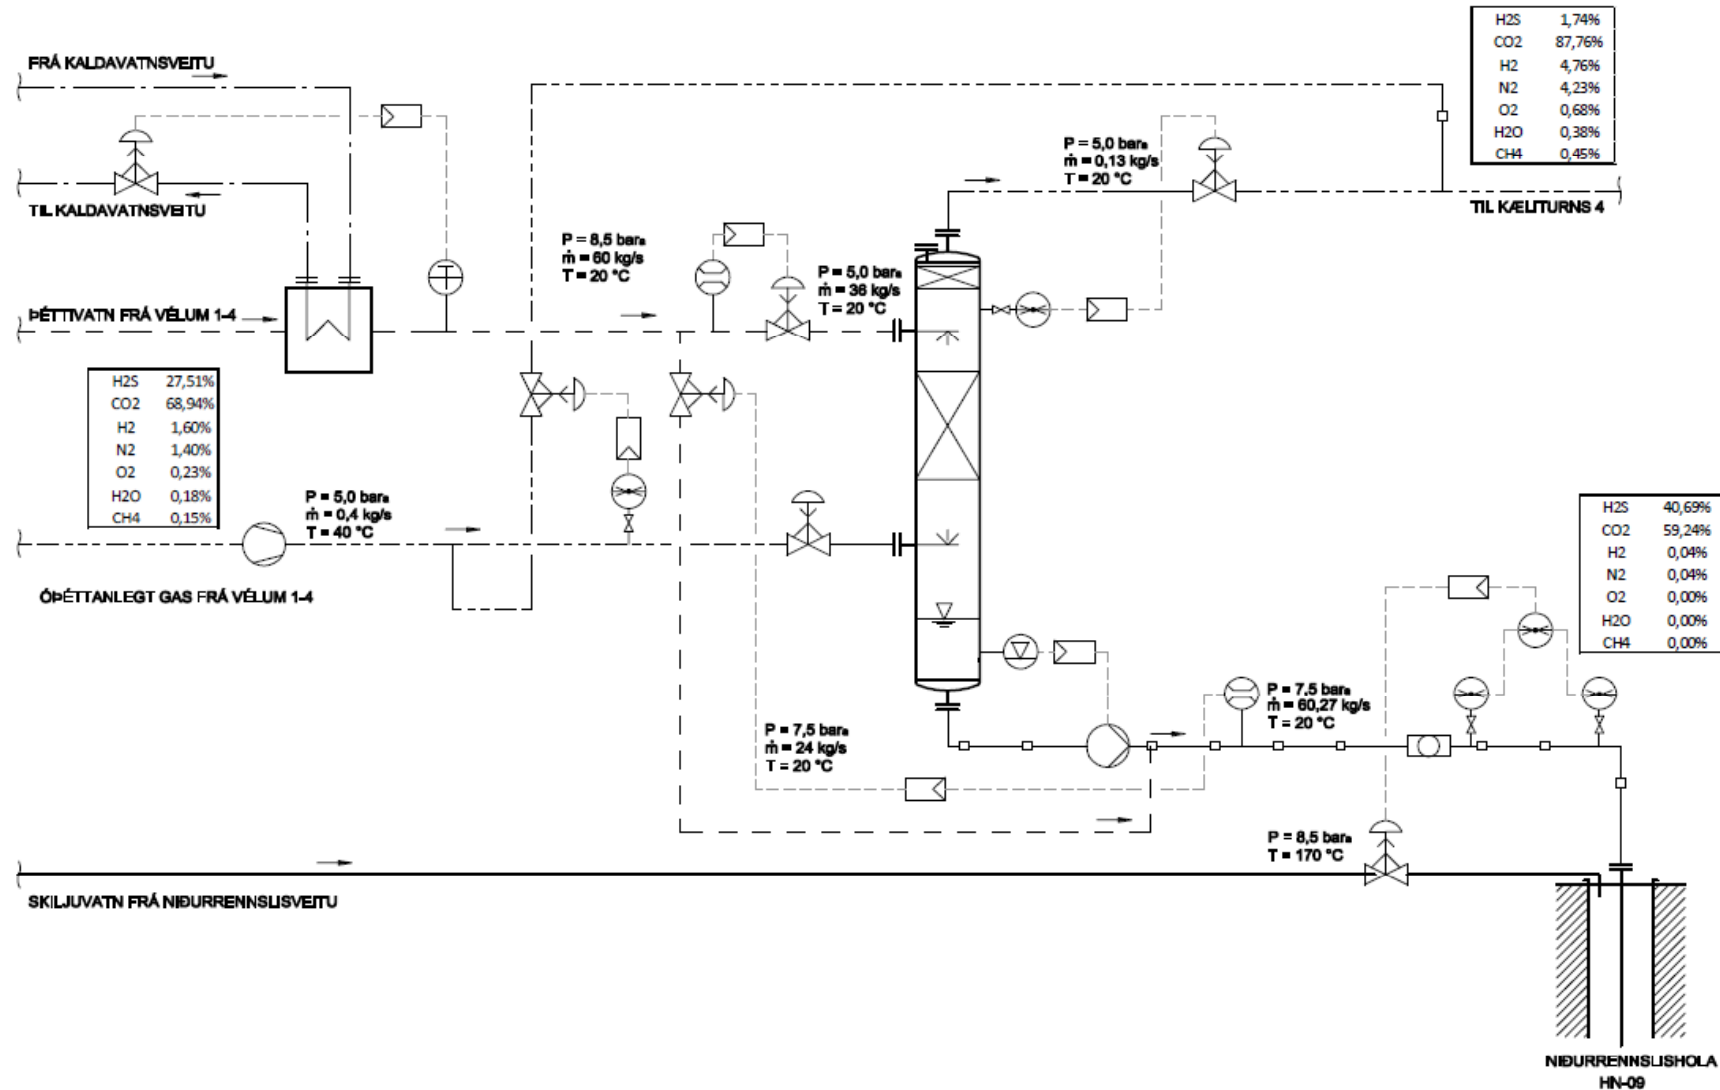 H2S 1,74%
CO2 87,76%
H2 4,76%
N2 4,23%
O2 0,68%
H2O 0,38%
CH4 0,45%
FRÁ KALDAVATNSVEITU
TIL KALDAVATNSVEITU
P = 5,0 bara
ṁ = 0,13 kg/s
T = 20 °C
TIL KÆLITURNS 4
P = 8,5 bara
ṁ = 60 kg/s
T = 20 °C
P = 5,0 bara
ṁ = 36 kg/s
T = 20 °C
T
ÞÉTTIVATN FRÁ VÉLUM 1-4
H2S 27,51%
CO2 68,94%
H2 1,60%
N2 1,40%
O2 0,23%
H2O 0,18%
CH4 0,15%
P = 5,0 bara
ṁ = 0,4 kg/s
T = 40 °C
ÓÞÉTTANLEGT GAS FRÁ VÉLUM 1-4
H2S 40,69%
CO2 59,24%
H2 0,04%
N2 0,04%
O2 0,00%
H2O 0,00%
CH4 0,00%
P = 7,5 bara
ṁ = 60,27 kg/s
T = 20 °C
P = 7,5 bara
ṁ = 24 kg/s
T = 20 °C
P = 8,5 bara
T = 170 °C
SKILJUVATN FRÁ NIÐURRENNSLISVEITU
NIÐURRENNSLISHOLA
HN-09